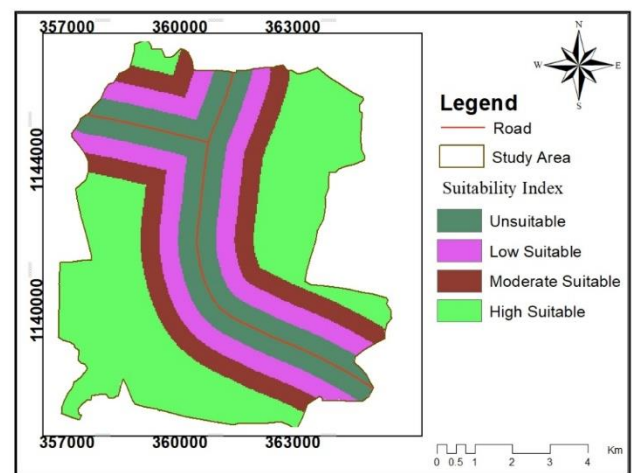 357000 360000 363000
N
W E
S
Legend
Road
Study Area
Suitability Index
Unsuitable
Low Suitable
Moderate Suitable
High Suitable
1144000
1140000
357000 360000 363000
Km
0 0.5 1 2 3 4